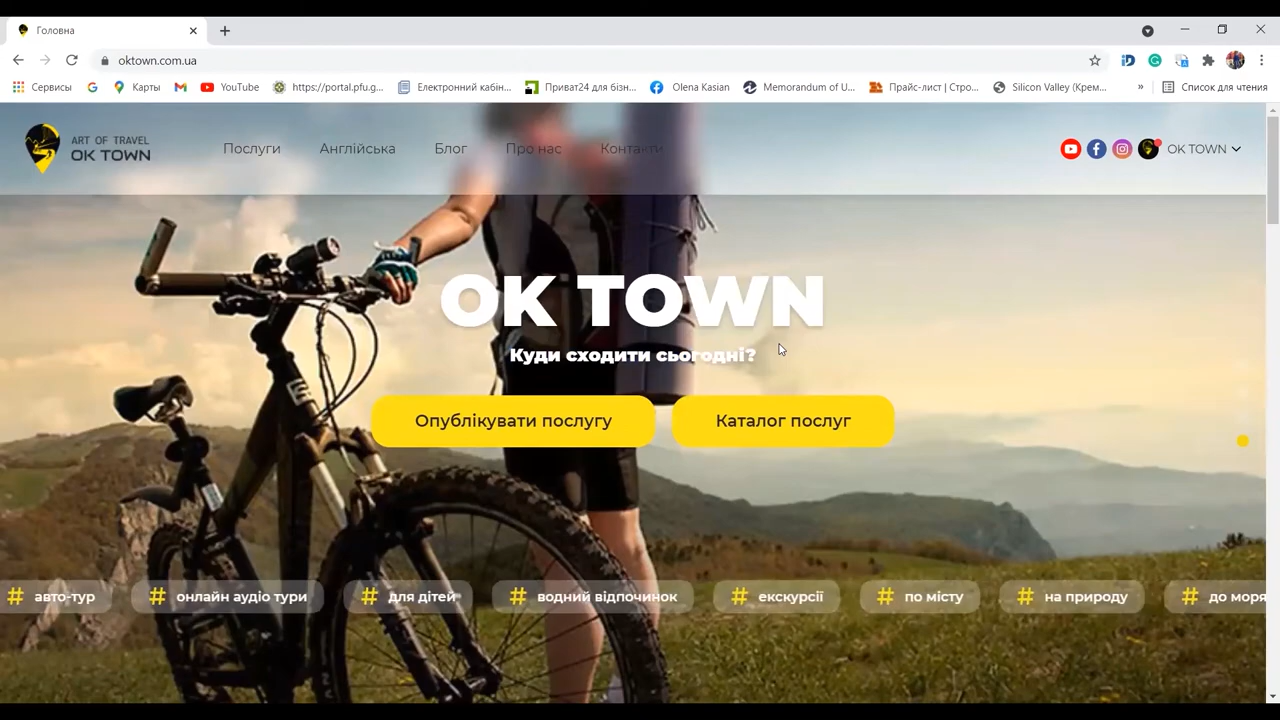 Головна
oktown.com.ua
Сервисы
Карты
YouTube
https://portal.pfu.g...
Електронний кабін...
Приват24 для бізн...
Olena Kasian
Memorandum of U...
Прайс-лист | Стро...
Silicon Valley (Крем...
»
Список для чтения
ART OF TRAVEL
OK TOWN
Послуги
Англійська
Блог
Про нас
Контакти
OK TOWN
OK TOWN
Куди сходити сьогодні?
Опублікувати послугу
Каталог послуг
# авто-тур
# онлайн аудіо тури
# для дітей
# водний відпочинок
# екскурсії
# по місту
# на природу
# до моря